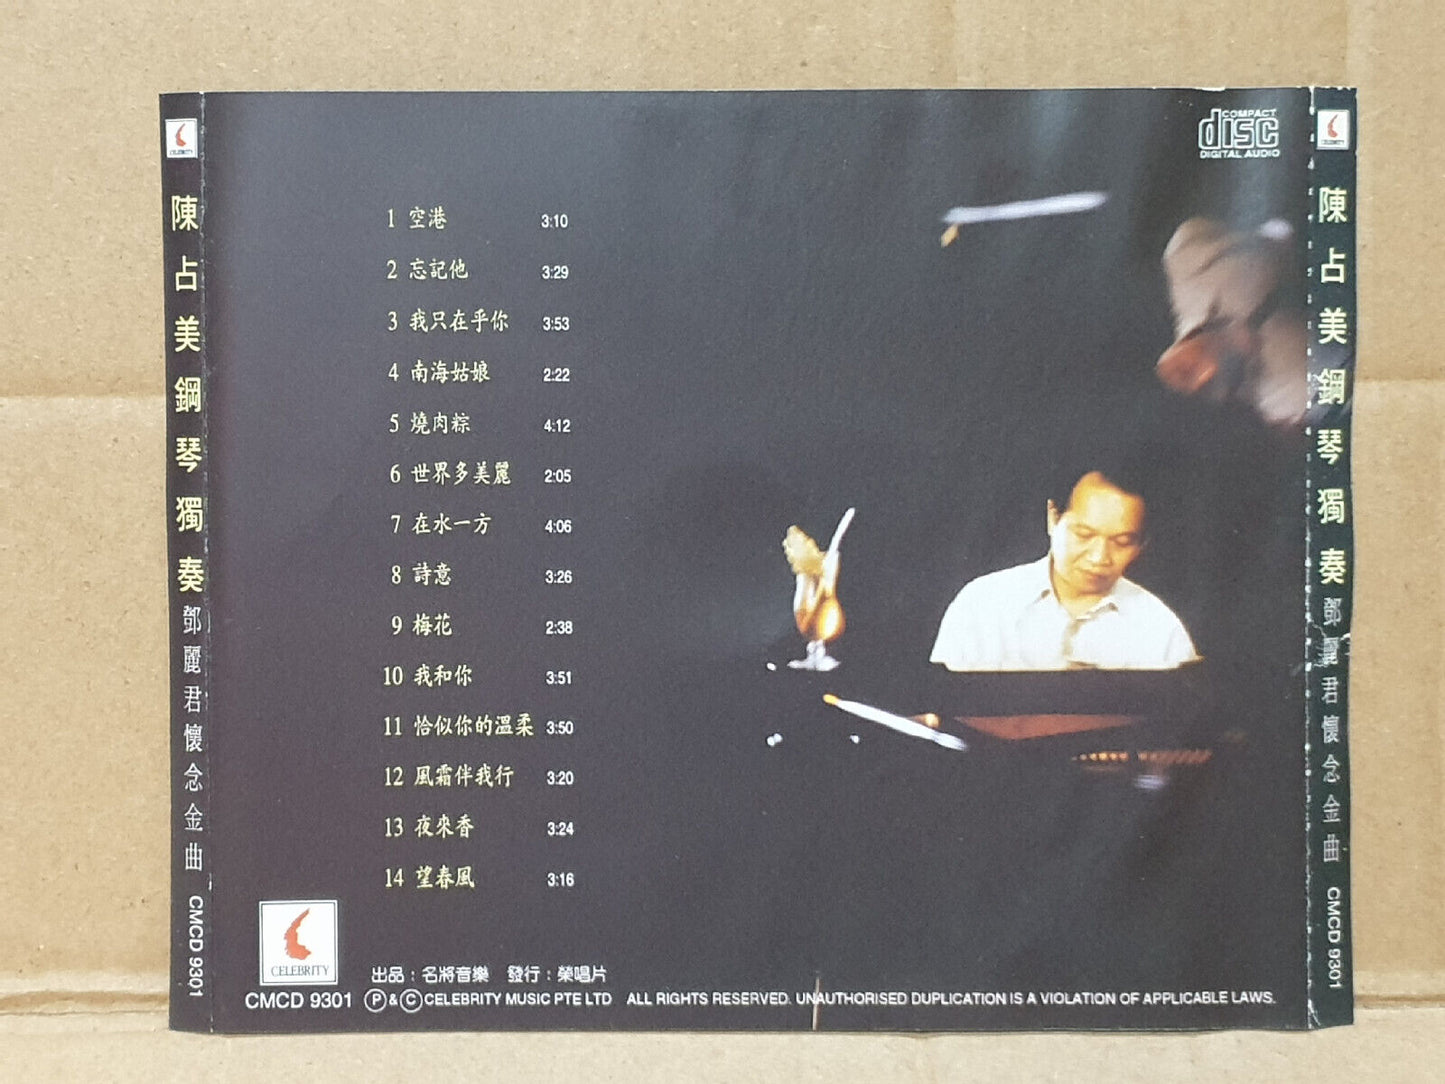 CELEBRITY
陳占美鋼琴獨奏 鄧麗君懷念金曲 CMCD 9301
COMPACT
disc
DIGITAL AUDIO
1 空港 3:10
2 忘記他 3:29
3 我只在乎你 3:53
4 南海姑娘 2:22
5 燒肉粽 4:12
6 世界多美麗 2:05
7 在水一方 4:06
8 詩意 3:26
9 梅花 2:38
10 我和你 3:51
11 恰似你的溫柔 3:50
12 風霜伴我行 3:20
13 夜來香 3:24
14 望春風 3:16
CELEBRITY
出品：名將音樂 發行：榮唱片
CMCD 9301 Ⓟ & Ⓒ CELEBRITY MUSIC PTE LTD ALL RIGHTS RESERVED. UNAUTHORISED DUPLICATION IS A VIOLATION OF APPLICABLE LAWS.
CELEBRITY
陳占美鋼琴獨奏 鄧麗君懷念金曲 CMCD 9301